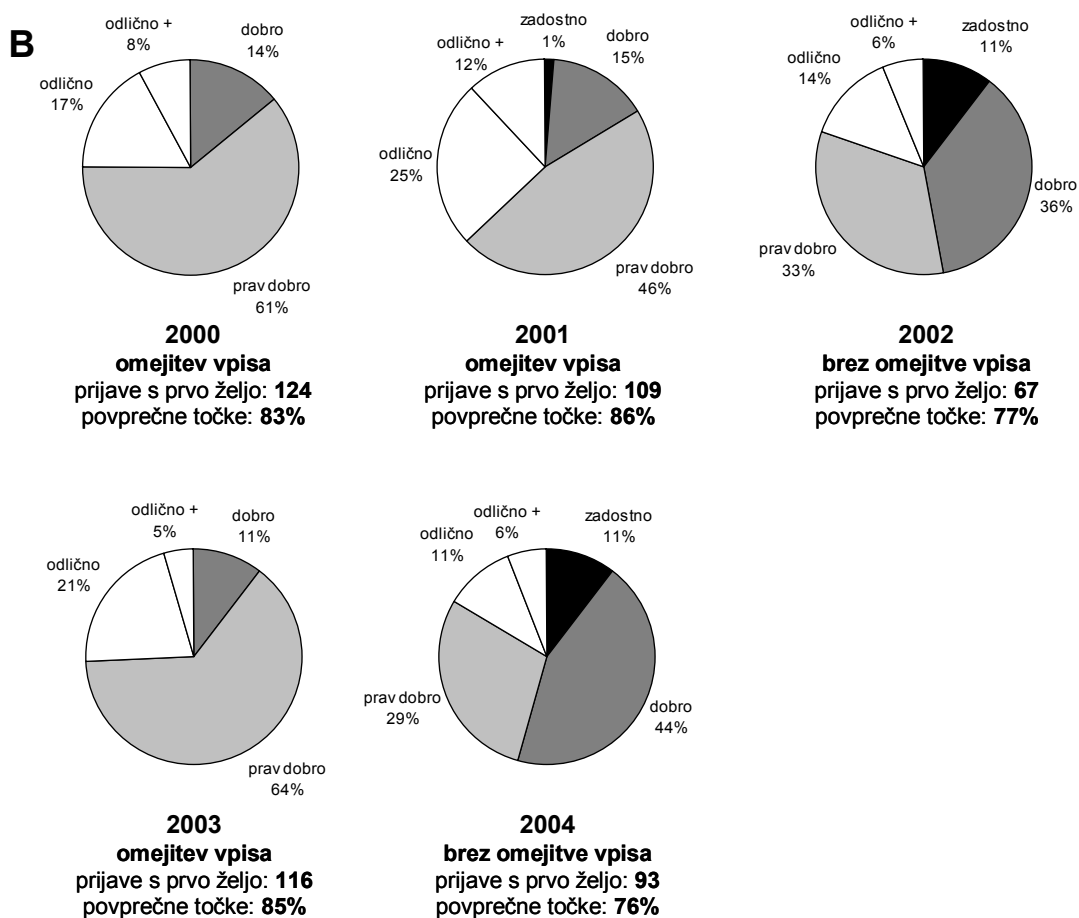 B
odlično +
8%
dobro
14%
odlično
17%
prav dobro
61%
2000
omejitev vpisa
prijave s prvo željo: 124
povprečne točke: 83%
zadostno
1%
odlično +
12%
dobro
15%
odlično
25%
prav dobro
46%
2001
omejitev vpisa
prijave s prvo željo: 109
povprečne točke: 86%
odlično +
6%
zadostno
11%
odlično
14%
dobro
36%
prav dobro
33%
2002
brez omejitve vpisa
prijave s prvo željo: 67
povprečne točke: 77%
odlično +
5%
dobro
11%
odlično
21%
prav dobro
64%
2003
omejitev vpisa
prijave s prvo željo: 116
povprečne točke: 85%
odlično +
6%
zadostno
11%
odlično
11%
prav dobro
29%
dobro
44%
2004
brez omejitve vpisa
prijave s prvo željo: 93
povprečne točke: 76%